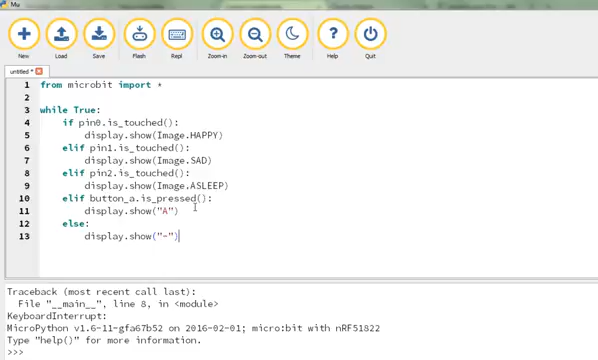 Mu
New Load Save Flash Repl Zoom-in Zoom-out Theme Help Quit
untitled *
1 from microbit import *
2
3 while True:
4     if pin0.is_touched():
5         display.show(Image.HAPPY)
6     elif pin1.is_touched():
7         display.show(Image.SAD)
8     elif pin2.is_touched():
9         display.show(Image.ASLEEP)
10     elif button_a.is_pressed():
11         display.show("A")
12     else:
13         display.show("-")
Traceback (most recent call last):
  File "__main__", line 8, in <module>
KeyboardInterrupt:
MicroPython v1.6-11-gfa67b52 on 2016-02-01; micro:bit with nRF51822
Type "help()" for more information.
>>>